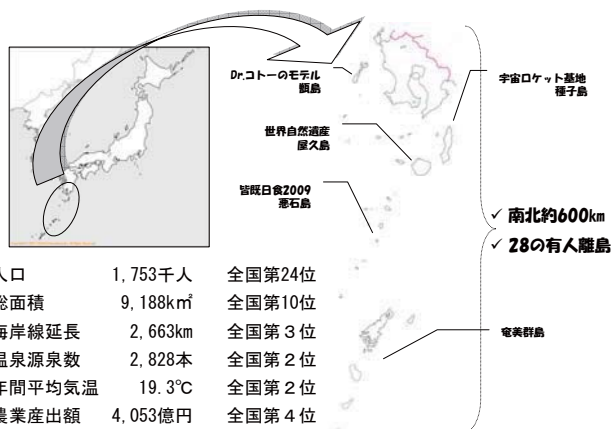 Dr.コトーのモデル
甑島
宇宙ロケット基地
種子島
世界自然遺産
屋久島
皆既日食2009
悪石島
✓ 南北約600km
✓ 28の有人離島
奄美群島
人口 1,753千人 全国第24位
総面積 9,188k㎡ 全国第10位
海岸線延長 2,663km 全国第３位
温泉源泉数 2,828本 全国第２位
年間平均気温 19.3℃ 全国第２位
農業産出額 4,053億円 全国第４位